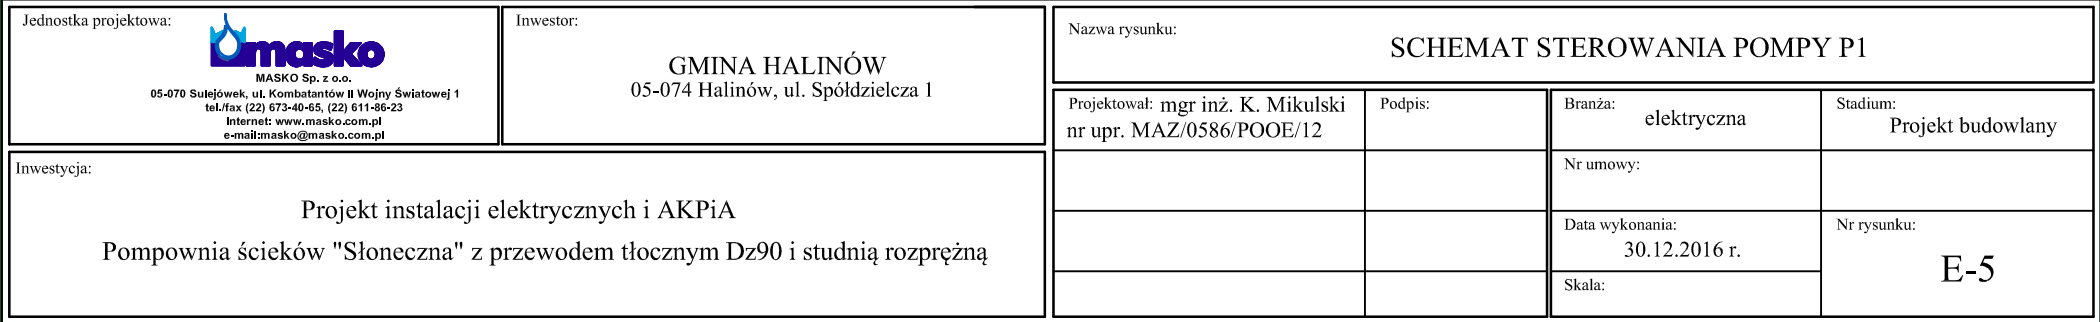 Jednostka projektowa:
masko
MASKO Sp. z o.o.
05-070 Sulejówek, ul. Kombatantów II Wojny Światowej 1
tel./fax (22) 673-40-65, (22) 611-86-23
Internet: www.masko.com.pl
e-mail:masko@masko.com.pl
Inwestor:
GMINA HALINÓW
05-074 Halinów, ul. Spółdzielcza 1
Inwestycja:
Projekt instalacji elektrycznych i AKPiA
Pompownia ścieków "Słoneczna" z przewodem tłocznym Dz90 i studnią rozprężną
Nazwa rysunku:
SCHEMAT STEROWANIA POMPY P1
Projektował: mgr inż. K. Mikulski
nr upr. MAZ/0586/POOE/12
Podpis:
Branża:
elektryczna
Stadium:
Projekt budowlany
Nr umowy:
Data wykonania:
30.12.2016 r.
Nr rysunku:
E-5
Skala: